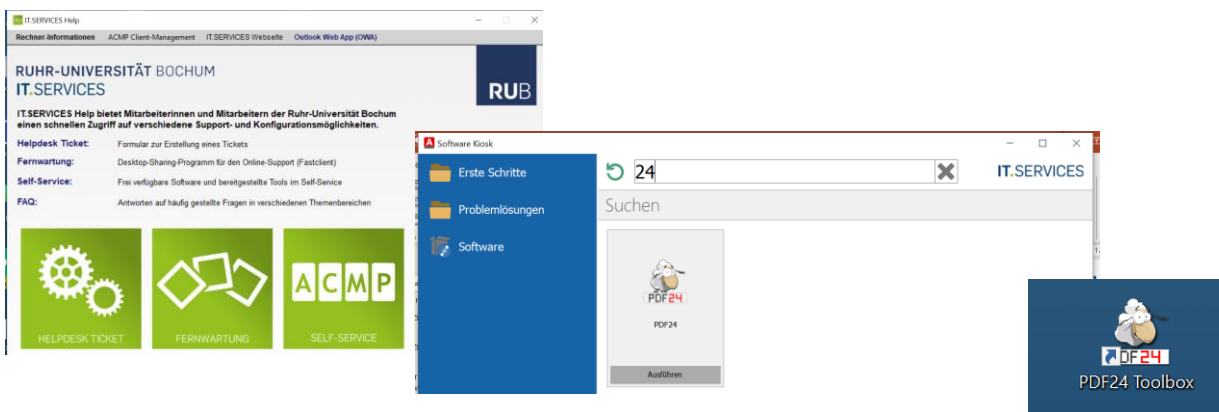 IT.SERVICES Help
Rechner-Informationen ACMP Client-Management IT.SERVICES Webseite Outlook Web App (OWA)
RUHR-UNIVERSITÄT BOCHUM
IT.SERVICES
RUB
IT.SERVICES Help bietet Mitarbeiterinnen und Mitarbeitern der Ruhr-Universität Bochum
einen schnellen Zugriff auf verschiedene Support- und Konfigurationsmöglichkeiten.
Helpdesk Ticket: Formular zur Erstellung eines Tickets
Fernwartung: Desktop-Sharing-Programm für den Online-Support (Fastclient)
Self-Service: Frei verfügbare Software und bereitgestellte Tools im Self-Service
FAQ: Antworten auf häufig gestellte Fragen in verschiedenen Themenbereichen
ACMP
HELPDESK TICKET FERNWARTUNG SELF-SERVICE
Software Kiosk
Erste Schritte
Problemlösungen
Software
24
IT.SERVICES
Suchen
PDF24
PDF24
Ausführen
DF24
PDF24 Toolbox